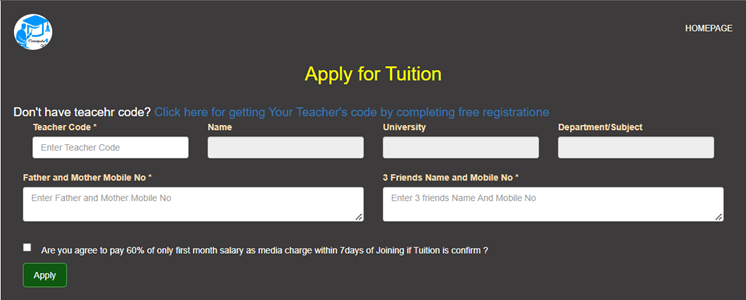 HOMEPAGE
Apply for Tuition
Don't have teacehr code? Click here for getting Your Teacher's code by completing free registratione
Teacher Code * Name University Department/Subject
Enter Teacher Code
Father and Mother Mobile No * 3 Friends Name and Mobile No *
Enter Father and Mother Mobile No Enter 3 friends Name And Mobile No
Are you agree to pay 60% of only first month salary as media charge within 7days of Joining if Tuition is confirm ?
Apply